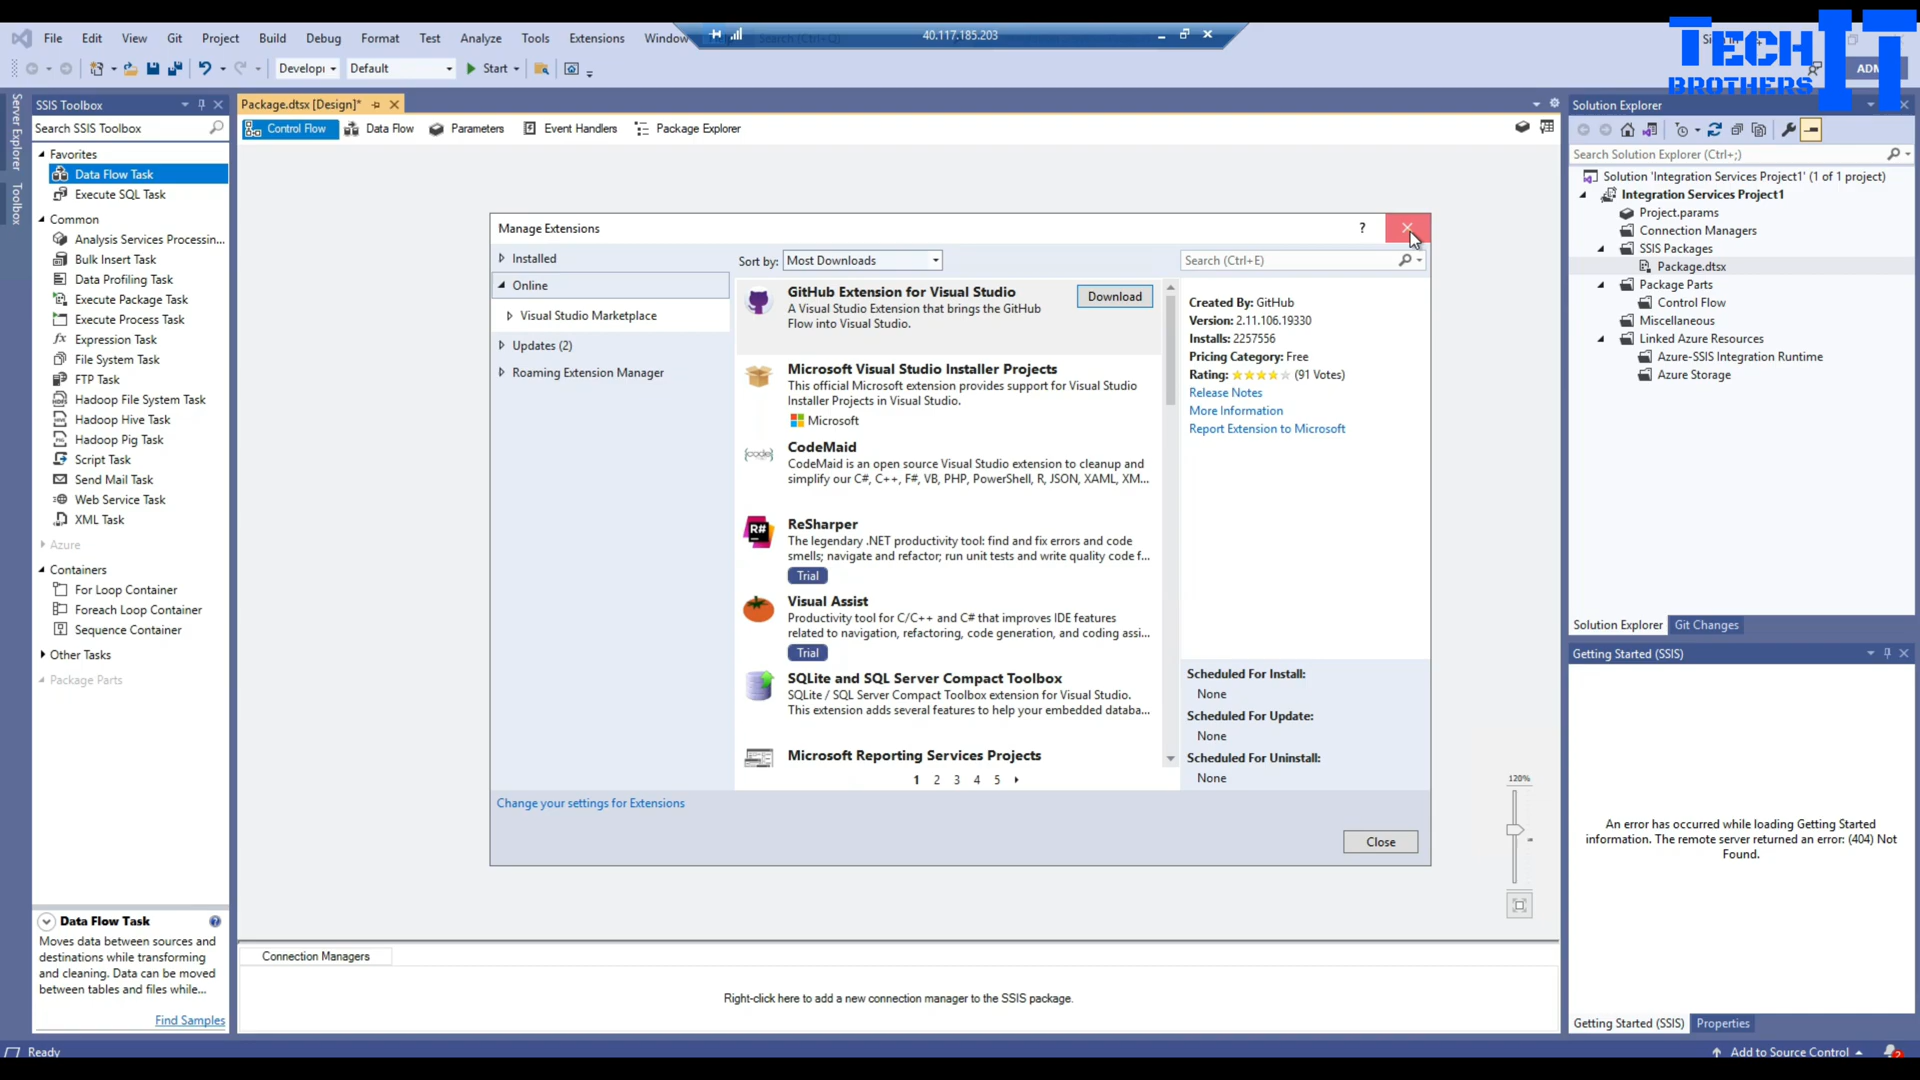 File Edit View Git Project Build Debug Format Test Analyze Tools Extensions Window
40.117.185.203
TECH BROTHERS IT
Develop Default Start
ADM
SSIS Toolbox
Search SSIS Toolbox
Favorites
Data Flow Task
Execute SQL Task
Common
Analysis Services Processin...
Bulk Insert Task
Data Profiling Task
Execute Package Task
Execute Process Task
Expression Task
File System Task
FTP Task
Hadoop File System Task
Hadoop Hive Task
Hadoop Pig Task
Script Task
Send Mail Task
Web Service Task
XML Task
Azure
Containers
For Loop Container
Foreach Loop Container
Sequence Container
Other Tasks
Package Parts
Data Flow Task
Moves data between sources and
destinations while transforming
and cleaning. Data can be moved
between tables and files while...
Find Samples
Server Explorer
Toolbox
Package.dtsx [Design]*
Control Flow Data Flow Parameters Event Handlers Package Explorer
Manage Extensions
?
Installed
Online
Visual Studio Marketplace
Updates (2)
Roaming Extension Manager
Change your settings for Extensions
Sort by: Most Downloads
Search (Ctrl+E)
GitHub Extension for Visual Studio
A Visual Studio Extension that brings the GitHub
Flow into Visual Studio.
Download
Microsoft Visual Studio Installer Projects
This official Microsoft extension provides support for Visual Studio
Installer Projects in Visual Studio.
Microsoft
{code}
CodeMaid
CodeMaid is an open source Visual Studio extension to cleanup and
simplify our C#, C++, F#, VB, PHP, PowerShell, R, JSON, XAML, XM...
R#
ReSharper
The legendary .NET productivity tool: find and fix errors and code
smells; navigate and refactor; run unit tests and write quality code f...
Trial
Visual Assist
Productivity tool for C/C++ and C# that improves IDE features
related to navigation, refactoring, code generation, and coding assi...
Trial
SQLite and SQL Server Compact Toolbox
SQLite / SQL Server Compact Toolbox extension for Visual Studio.
This extension adds several features to help your embedded databa...
Microsoft Reporting Services Projects
1 2 3 4 5
Created By: GitHub
Version: 2.11.106.19330
Installs: 2257556
Pricing Category: Free
Rating: (91 Votes)
Release Notes
More Information
Report Extension to Microsoft
Scheduled For Install:
None
Scheduled For Update:
None
Scheduled For Uninstall:
None
Close
120%
Connection Managers
Right-click here to add a new connection manager to the SSIS package.
Solution Explorer
Search Solution Explorer (Ctrl+;)
Solution 'Integration Services Project1' (1 of 1 project)
Integration Services Project1
Project.params
Connection Managers
SSIS Packages
Package.dtsx
Package Parts
Control Flow
Miscellaneous
Linked Azure Resources
Azure-SSIS Integration Runtime
Azure Storage
Solution Explorer Git Changes
Getting Started (SSIS)
An error has occurred while loading Getting Started
information. The remote server returned an error: (404) Not
Found.
Getting Started (SSIS) Properties
Ready
Add to Source Control
2